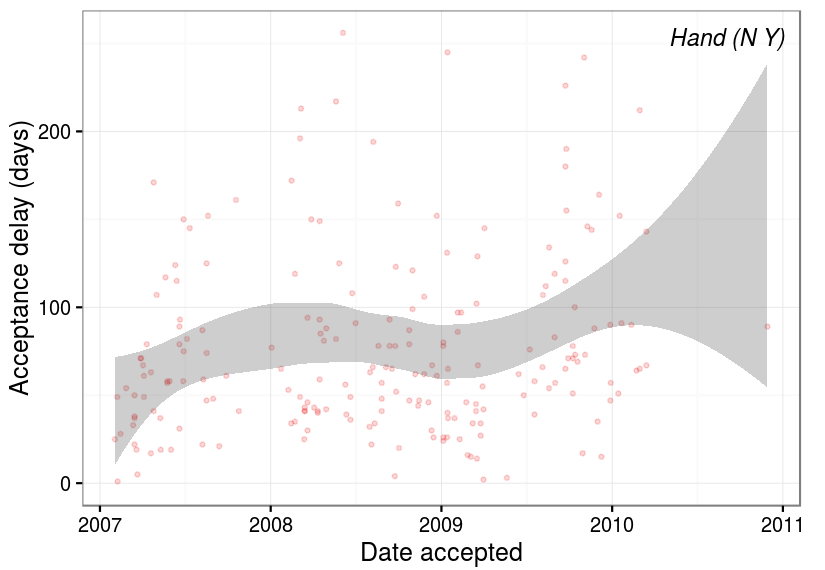 Hand (N Y)
Acceptance delay (days)
200
100
0
2007 2008 2009 2010 2011
Date accepted